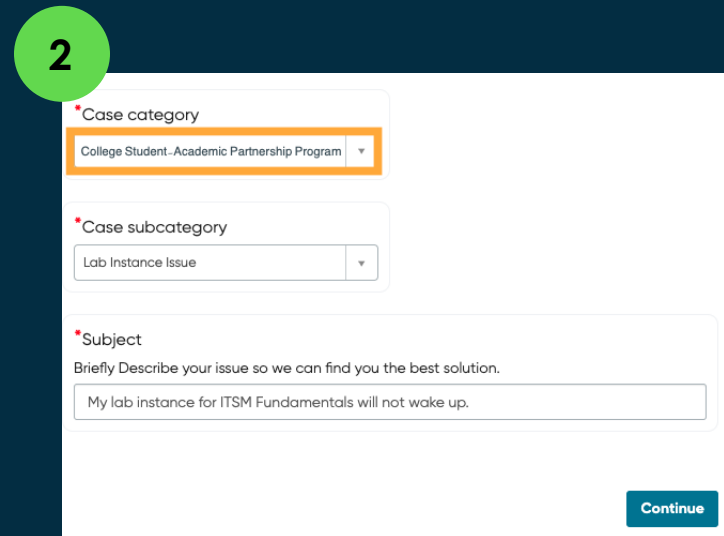 2
*Case category
College Student-Academic Partnership Program
*Case subcategory
Lab Instance Issue
*Subject
Briefly Describe your issue so we can find you the best solution.
My lab instance for ITSM Fundamentals will not wake up.
Continue